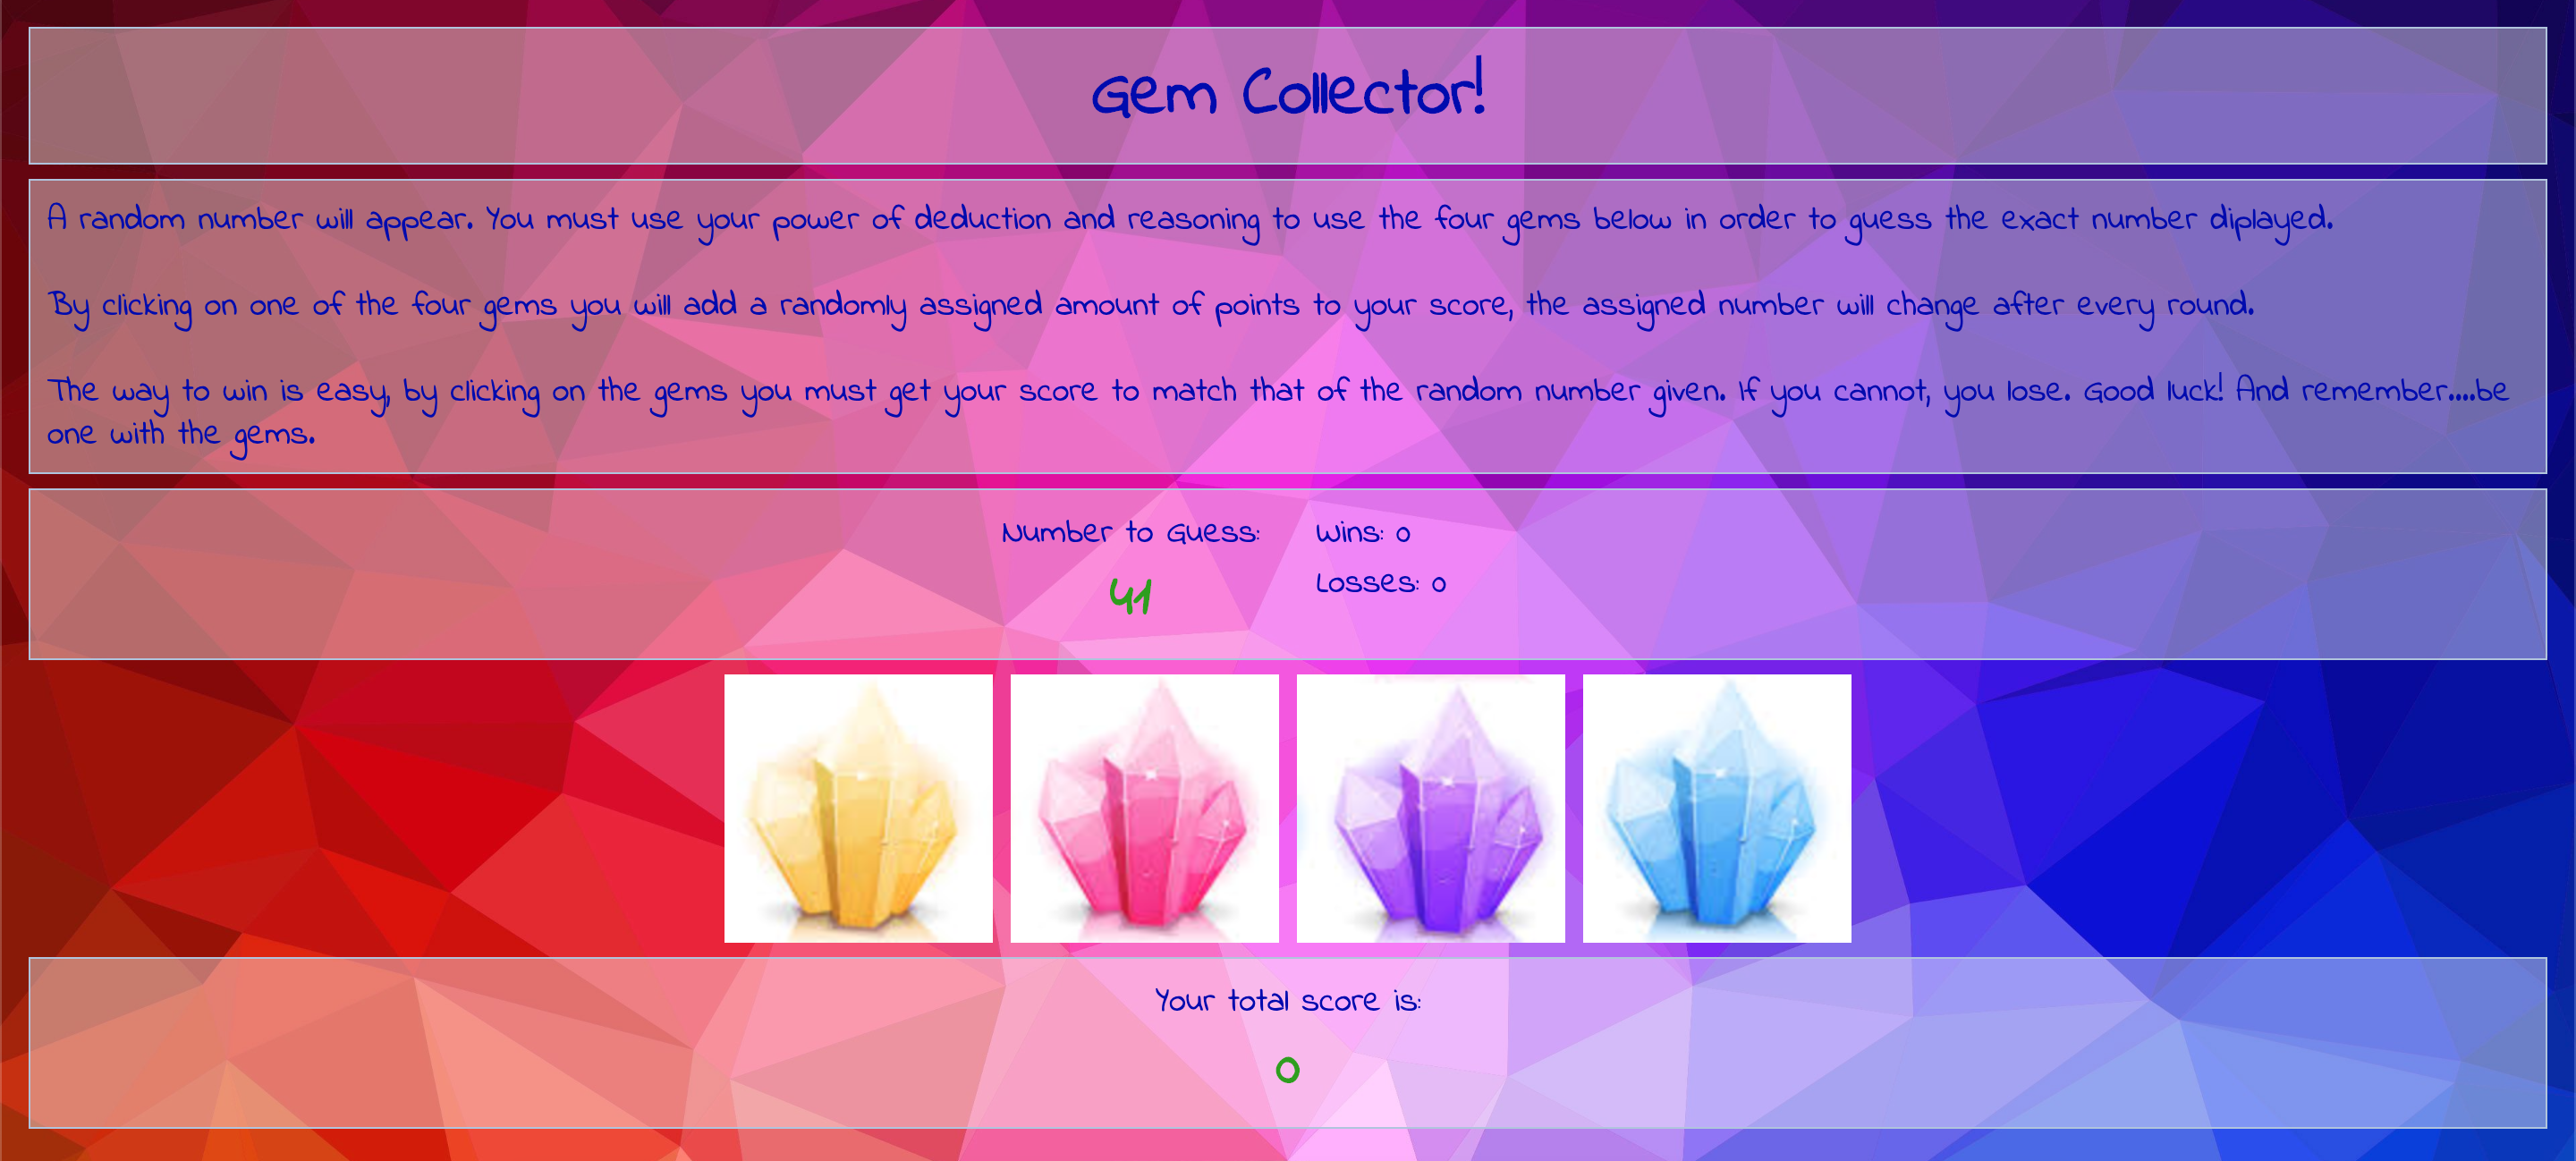 Gem Collector!
A random number will appear. You must use your power of deduction and reasoning to use the four gems below in order to guess the exact number diplayed.
By clicking on one of the four gems you will add a randomly assigned amount of points to your score, the assigned number will change after every round.
The way to win is easy, by clicking on the gems you must get your score to match that of the random number given. If you cannot, you lose. Good luck! And remember....be
one with the gems.
Number to Guess:
41
Wins: 0
Losses: 0
Your total score is:
0